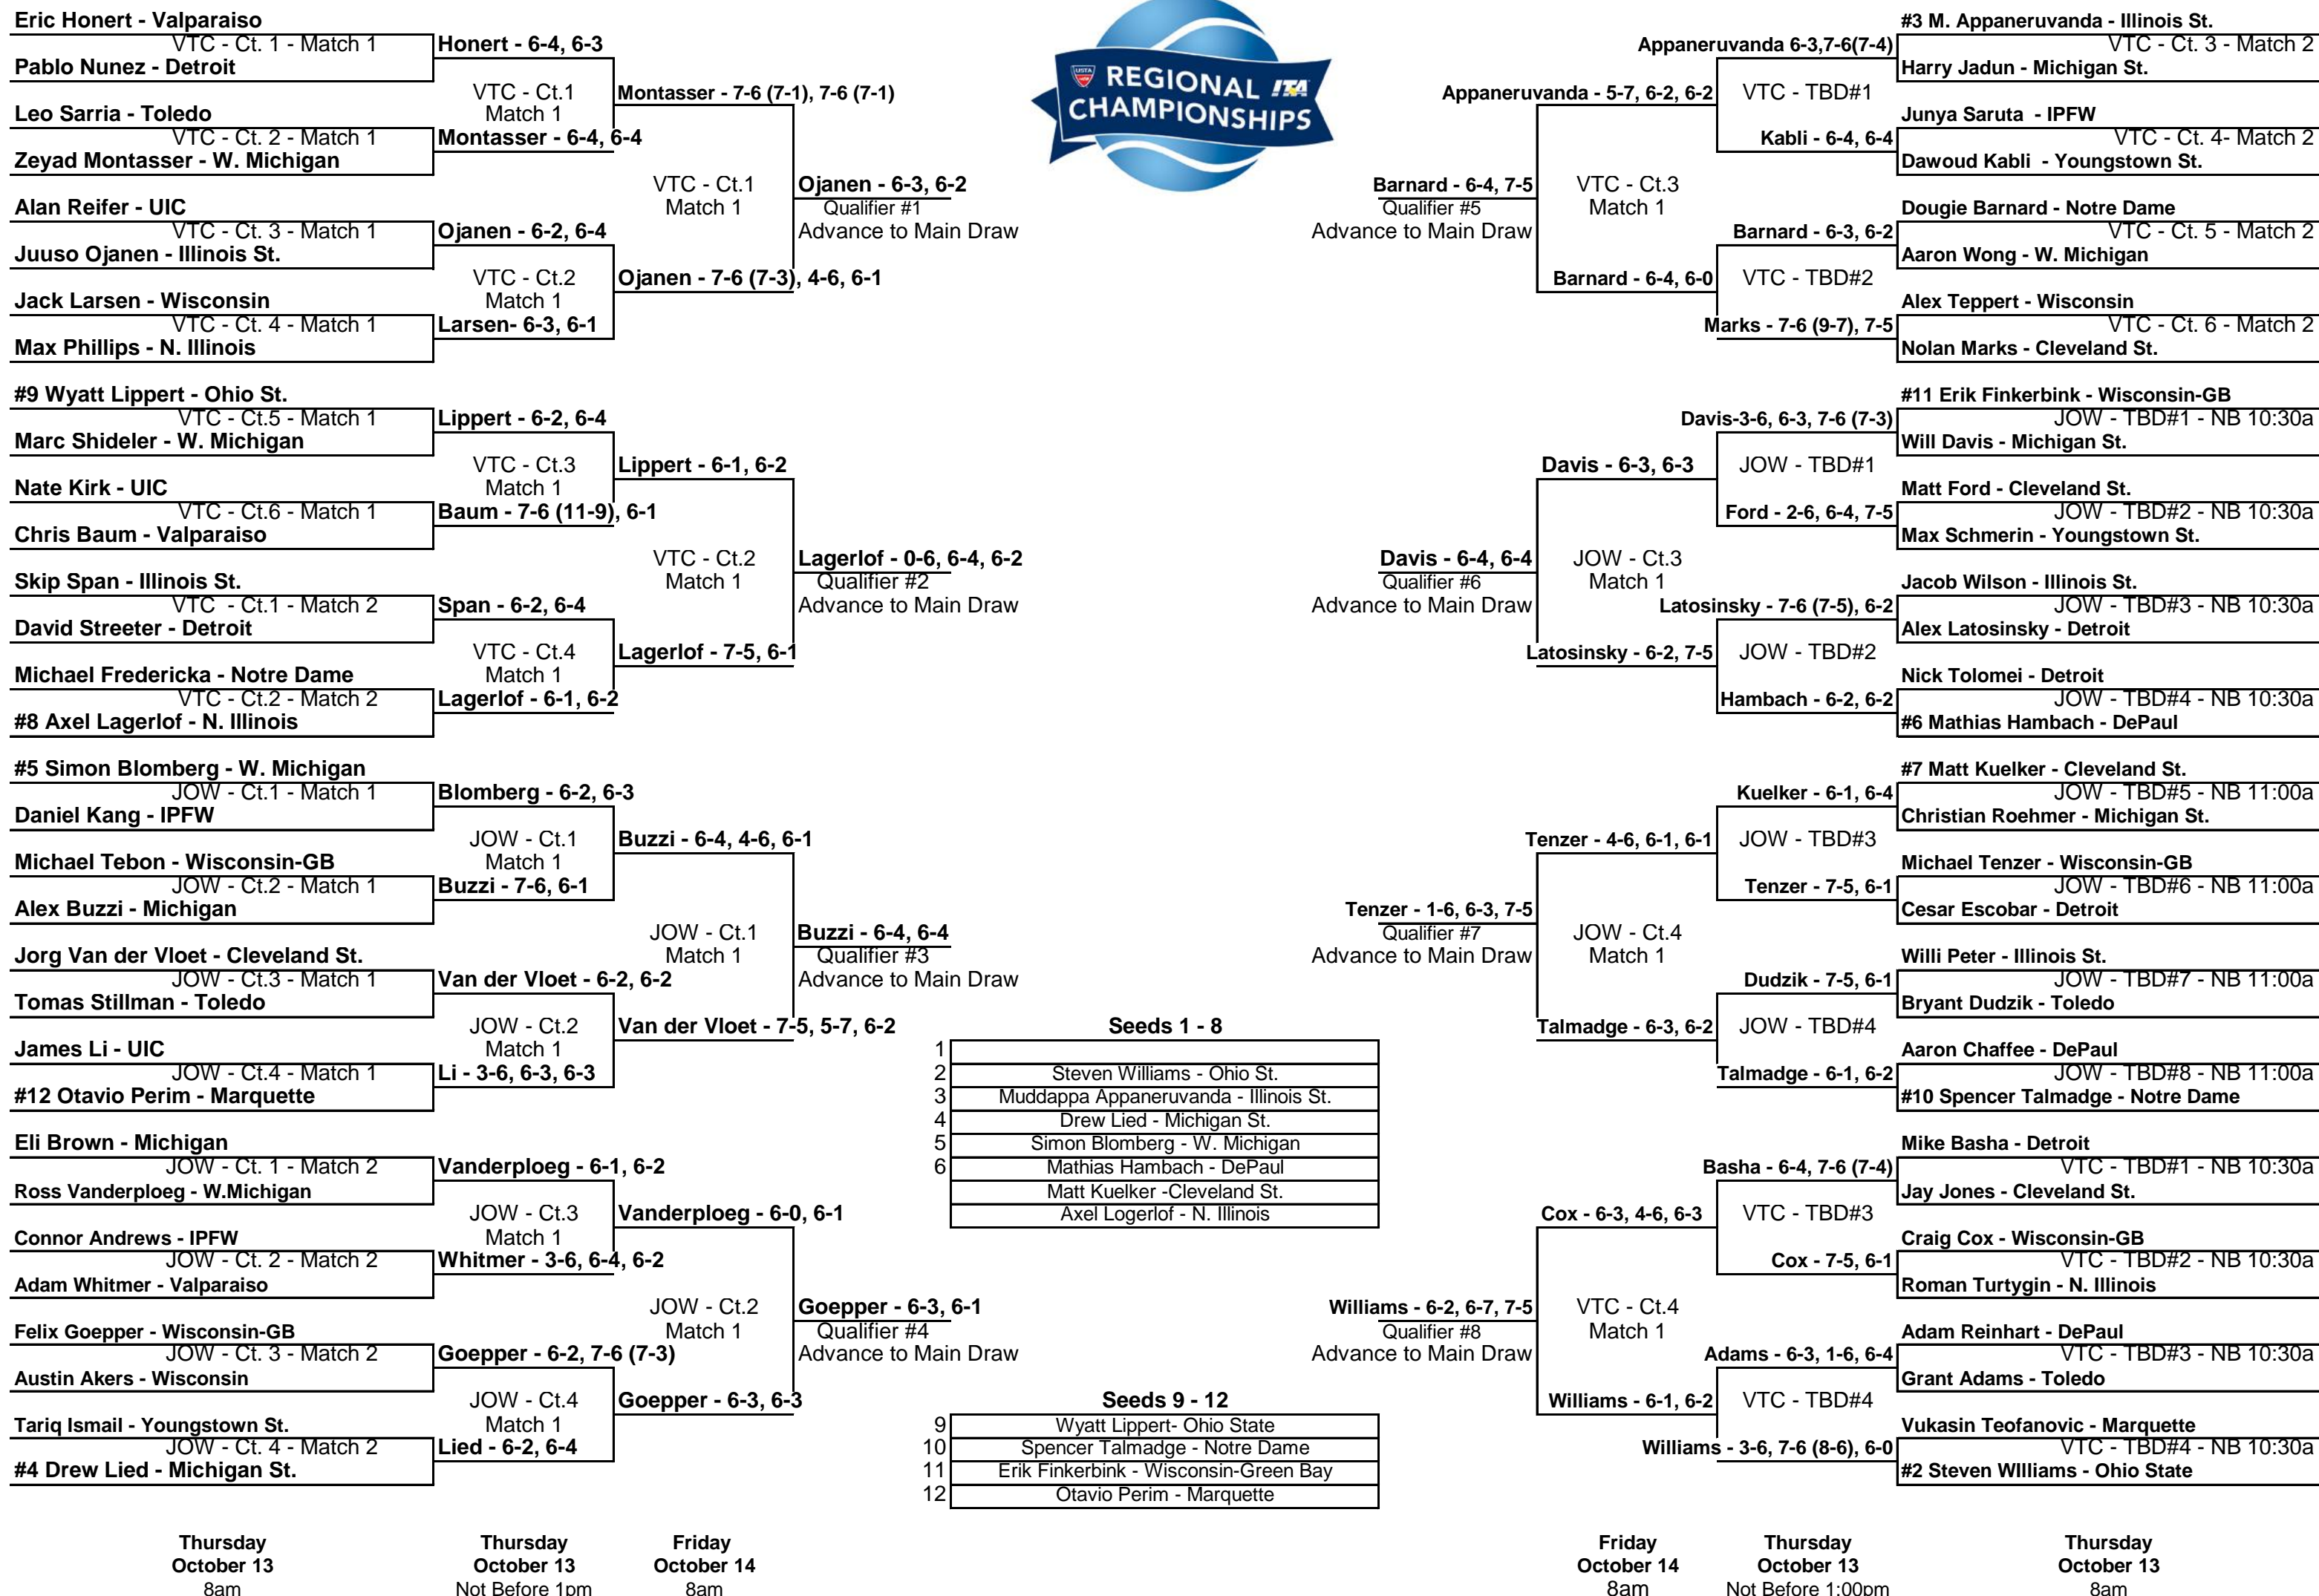 Eric Honert - Valparaiso
VTC - Ct. 1 - Match 1
Pablo Nunez - Detroit
Leo Sarria - Toledo
VTC - Ct. 2 - Match 1
Zeyad Montasser - W. Michigan
Alan Reifer - UIC
VTC - Ct. 3 - Match 1
Juuso Ojanen - Illinois St.
Jack Larsen - Wisconsin
VTC - Ct. 4 - Match 1
Max Phillips - N. Illinois
#9 Wyatt Lippert - Ohio St.
VTC - Ct.5 - Match 1
Marc Shideler - W. Michigan
Nate Kirk - UIC
VTC - Ct.6 - Match 1
Chris Baum - Valparaiso
Skip Span - Illinois St.
VTC - Ct.1 - Match 2
David Streeter - Detroit
Michael Fredericka - Notre Dame
VTC - Ct.2 - Match 2
#8 Axel Lagerlof - N. Illinois
#5 Simon Blomberg - W. Michigan
JOW - Ct.1 - Match 1
Daniel Kang - IPFW
Michael Tebon - Wisconsin-GB
JOW - Ct.2 - Match 1
Alex Buzzi - Michigan
Jorg Van der Vloet - Cleveland St.
JOW - Ct.3 - Match 1
Tomas Stillman - Toledo
James Li - UIC
JOW - Ct.4 - Match 1
#12 Otavio Perim - Marquette
Eli Brown - Michigan
JOW - Ct. 1 - Match 2
Ross Vanderploeg - W.Michigan
Connor Andrews - IPFW
JOW - Ct. 2 - Match 2
Adam Whitmer - Valparaiso
Felix Goepper - Wisconsin-GB
JOW - Ct. 3 - Match 2
Austin Akers - Wisconsin
Tariq Ismail - Youngstown St.
JOW - Ct. 4 - Match 2
#4 Drew Lied - Michigan St.
Thursday
October 13
8am
Honert - 6-4, 6-3
VTC - Ct.1
Match 1
Montasser - 6-4, 6-4
Ojanen - 6-2, 6-4
VTC - Ct.2
Match 1
Larsen- 6-3, 6-1
Lippert - 6-2, 6-4
VTC - Ct.3
Match 1
Baum - 7-6 (11-9), 6-1
Span - 6-2, 6-4
VTC - Ct.4
Match 1
Lagerlof - 6-1, 6-2
Blomberg - 6-2, 6-3
JOW - Ct.1
Match 1
Buzzi - 7-6, 6-1
Van der Vloet - 6-2, 6-2
JOW - Ct.2
Match 1
Li - 3-6, 6-3, 6-3
Vanderploeg - 6-1, 6-2
JOW - Ct.3
Match 1
Whitmer - 3-6, 6-4, 6-2
Goepper - 6-2, 7-6 (7-3)
JOW - Ct.4
Match 1
Lied - 6-2, 6-4
Thursday
October 13
Not Before 1pm
Montasser - 7-6 (7-1), 7-6 (7-1)
VTC - Ct.1
Match 1
Ojanen - 7-6 (7-3), 4-6, 6-1
Lippert - 6-1, 6-2
VTC - Ct.2
Match 1
Lagerlof - 7-5, 6-1
Buzzi - 6-4, 4-6, 6-1
JOW - Ct.1
Match 1
Van der Vloet - 7-5, 5-7, 6-2
Vanderploeg - 6-0, 6-1
JOW - Ct.2
Match 1
Goepper - 6-3, 6-3
Friday
October 14
8am
Ojanen - 6-3, 6-2
Qualifier #1
Advance to Main Draw
Lagerlof - 0-6, 6-4, 6-2
Qualifier #2
Advance to Main Draw
Buzzi - 6-4, 6-4
Qualifier #3
Advance to Main Draw
Goepper - 6-3, 6-1
Qualifier #4
Advance to Main Draw
USTA
REGIONAL ITA
CHAMPIONSHIPS
Seeds 1 - 8
1
2 Steven Williams - Ohio St.
3 Muddappa Appaneruvanda - Illinois St.
4 Drew Lied - Michigan St.
5 Simon Blomberg - W. Michigan
6 Mathias Hambach - DePaul
Matt Kuelker -Cleveland St.
Axel Logerlof - N. Illinois
Seeds 9 - 12
9 Wyatt Lippert- Ohio State
10 Spencer Talmadge - Notre Dame
11 Erik Finkerbink - Wisconsin-Green Bay
12 Otavio Perim - Marquette
Barnard - 6-4, 7-5
Qualifier #5
Advance to Main Draw
Davis - 6-4, 6-4
Qualifier #6
Advance to Main Draw
Tenzer - 1-6, 6-3, 7-5
Qualifier #7
Advance to Main Draw
Williams - 6-2, 6-7, 7-5
Qualifier #8
Advance to Main Draw
Appaneruvanda - 5-7, 6-2, 6-2
VTC - Ct.3
Match 1
Barnard - 6-4, 6-0
Davis - 6-3, 6-3
JOW - Ct.3
Match 1
Latosinsky - 6-2, 7-5
Tenzer - 4-6, 6-1, 6-1
JOW - Ct.4
Match 1
Talmadge - 6-3, 6-2
Cox - 6-3, 4-6, 6-3
VTC - Ct.4
Match 1
Williams - 6-1, 6-2
Friday
October 14
8am
Appaneruvanda 6-3,7-6(7-4)
VTC - TBD#1
Kabli - 6-4, 6-4
Barnard - 6-3, 6-2
VTC - TBD#2
Marks - 7-6 (9-7), 7-5
Davis-3-6, 6-3, 7-6 (7-3)
JOW - TBD#1
Ford - 2-6, 6-4, 7-5
Latosinsky - 7-6 (7-5), 6-2
JOW - TBD#2
Hambach - 6-2, 6-2
Kuelker - 6-1, 6-4
JOW - TBD#3
Tenzer - 7-5, 6-1
Dudzik - 7-5, 6-1
JOW - TBD#4
Talmadge - 6-1, 6-2
Basha - 6-4, 7-6 (7-4)
VTC - TBD#3
Cox - 7-5, 6-1
Adams - 6-3, 1-6, 6-4
VTC - TBD#4
Williams - 3-6, 7-6 (8-6), 6-0
Thursday
October 13
Not Before 1:00pm
#3 M. Appaneruvanda - Illinois St.
VTC - Ct. 3 - Match 2
Harry Jadun - Michigan St.
Junya Saruta - IPFW
VTC - Ct. 4- Match 2
Dawoud Kabli - Youngstown St.
Dougie Barnard - Notre Dame
VTC - Ct. 5 - Match 2
Aaron Wong - W. Michigan
Alex Teppert - Wisconsin
VTC - Ct. 6 - Match 2
Nolan Marks - Cleveland St.
#11 Erik Finkerbink - Wisconsin-GB
JOW - TBD#1 - NB 10:30a
Will Davis - Michigan St.
Matt Ford - Cleveland St.
JOW - TBD#2 - NB 10:30a
Max Schmerin - Youngstown St.
Jacob Wilson - Illinois St.
JOW - TBD#3 - NB 10:30a
Alex Latosinsky - Detroit
Nick Tolomei - Detroit
JOW - TBD#4 - NB 10:30a
#6 Mathias Hambach - DePaul
#7 Matt Kuelker - Cleveland St.
JOW - TBD#5 - NB 11:00a
Christian Roehmer - Michigan St.
Michael Tenzer - Wisconsin-GB
JOW - TBD#6 - NB 11:00a
Cesar Escobar - Detroit
Willi Peter - Illinois St.
JOW - TBD#7 - NB 11:00a
Bryant Dudzik - Toledo
Aaron Chaffee - DePaul
JOW - TBD#8 - NB 11:00a
#10 Spencer Talmadge - Notre Dame
Mike Basha - Detroit
VTC - TBD#1 - NB 10:30a
Jay Jones - Cleveland St.
Craig Cox - Wisconsin-GB
VTC - TBD#2 - NB 10:30a
Roman Turtygin - N. Illinois
Adam Reinhart - DePaul
VTC - TBD#3 - NB 10:30a
Grant Adams - Toledo
Vukasin Teofanovic - Marquette
VTC - TBD#4 - NB 10:30a
#2 Steven WIlliams - Ohio State
Thursday
October 13
8am